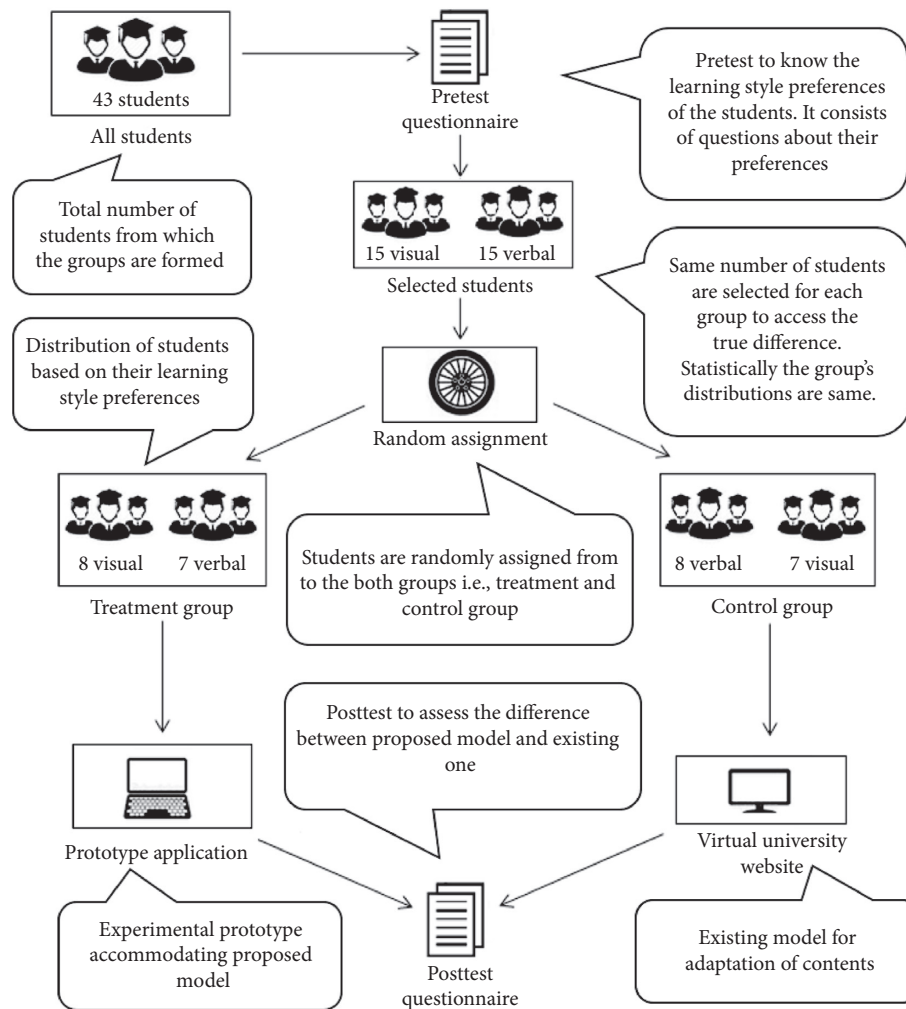 43 students
All students
Pretest
questionnaire
Pretest to know the
learning style preferences
of the students. It consists
of questions about their
preferences
Total number of
students from which
the groups are formed
15 visual
15 verbal
Selected students
Same number of students
are selected for each
group to access the
true difference.
Statistically the group's
distributions are same.
Distribution of students
based on their learning
style preferences
Random assignment
8 visual
7 verbal
Treatment group
Students are randomly assigned from
to the both groups i.e., treatment and
control group
8 verbal
7 visual
Control group
Posttest to assess the difference
between proposed model and existing
one
Prototype application
Virtual university
website
Experimental prototype
accommodating proposed
model
Posttest
questionnaire
Existing model for
adaptation of contents